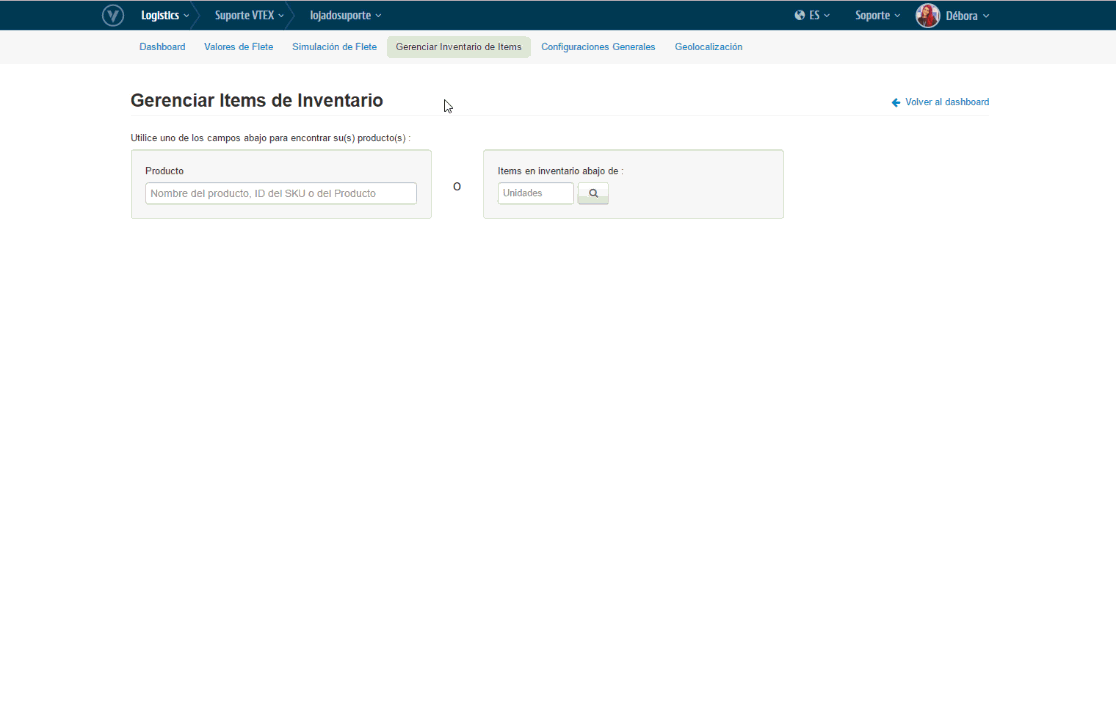 V Logistics Suporte VTEX lojadosuporte ES Soporte Débora
Dashboard Valores de Flete Simulación de Flete Gerenciar Inventario de Items Configuraciones Generales Geolocalización
Gerenciar Items de Inventario
Volver al dashboard
Utilice uno de los campos abajo para encontrar su(s) producto(s) :
Producto
Nombre del producto, ID del SKU o del Producto
O
Items en inventario abajo de :
Unidades